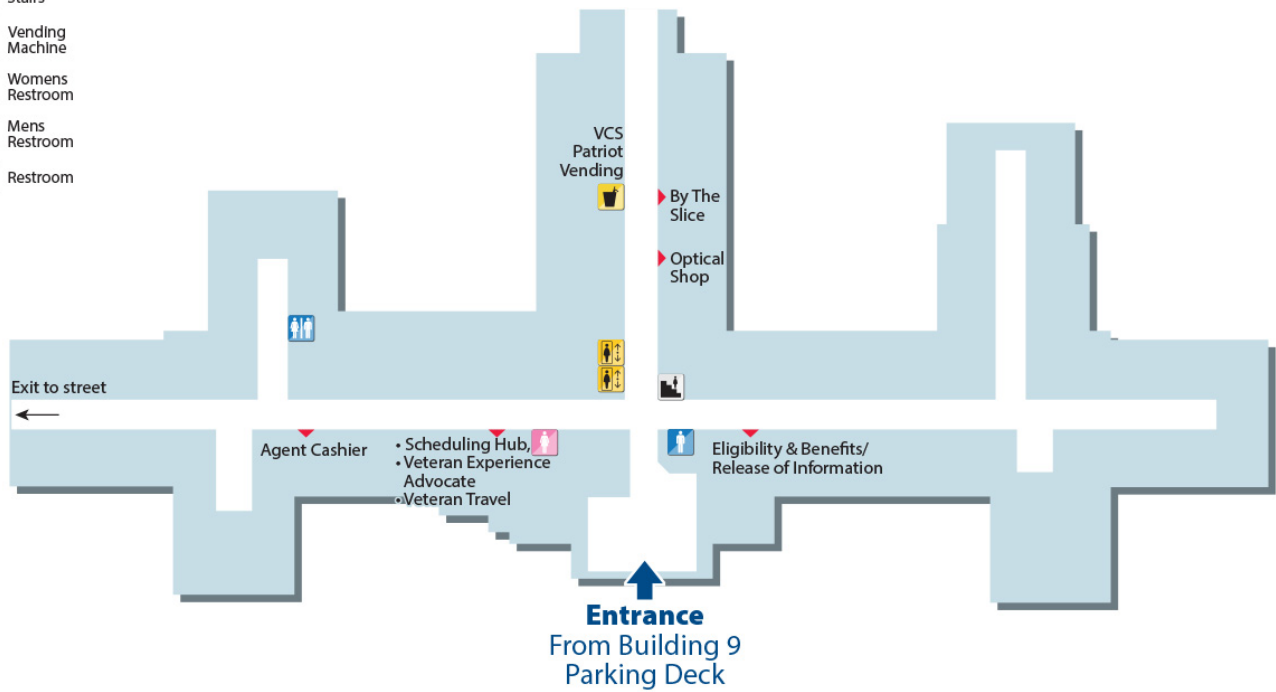 Stairs
Vending
Machine
Womens
Restroom
Mens
Restroom
Restroom
VCS
Patriot
Vending
By The
Slice
Optical
Shop
Exit to street
Agent Cashier
• Scheduling Hub,
• Veteran Experience
Advocate
• Veteran Travel
Eligibility & Benefits/
Release of Information
Entrance
From Building 9
Parking Deck